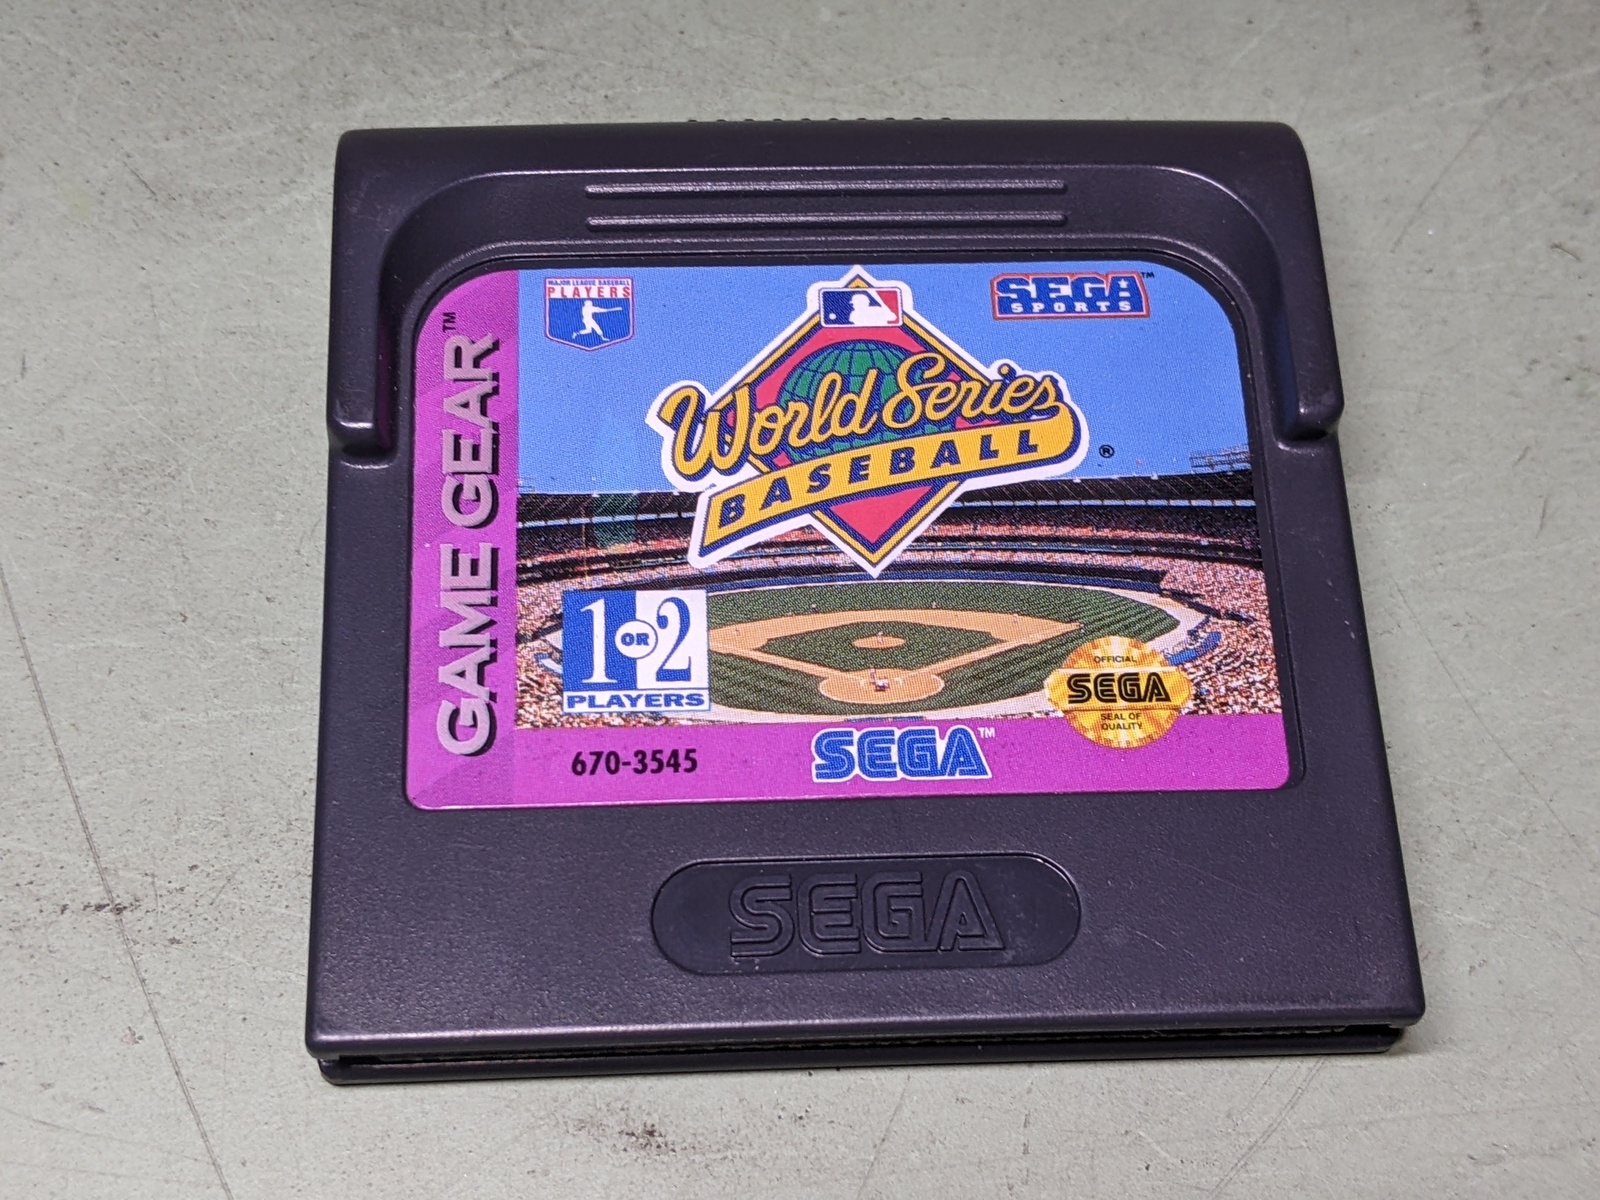 GAME GEAR™
MAJOR LEAGUE BASEBALL
PLAYERS
SEGA™
SPORTS
World Series
BASEBALL
®
1 OR 2
PLAYERS
OFFICIAL
SEGA
SEAL OF
QUALITY
670-3545
SEGA™
SEGA